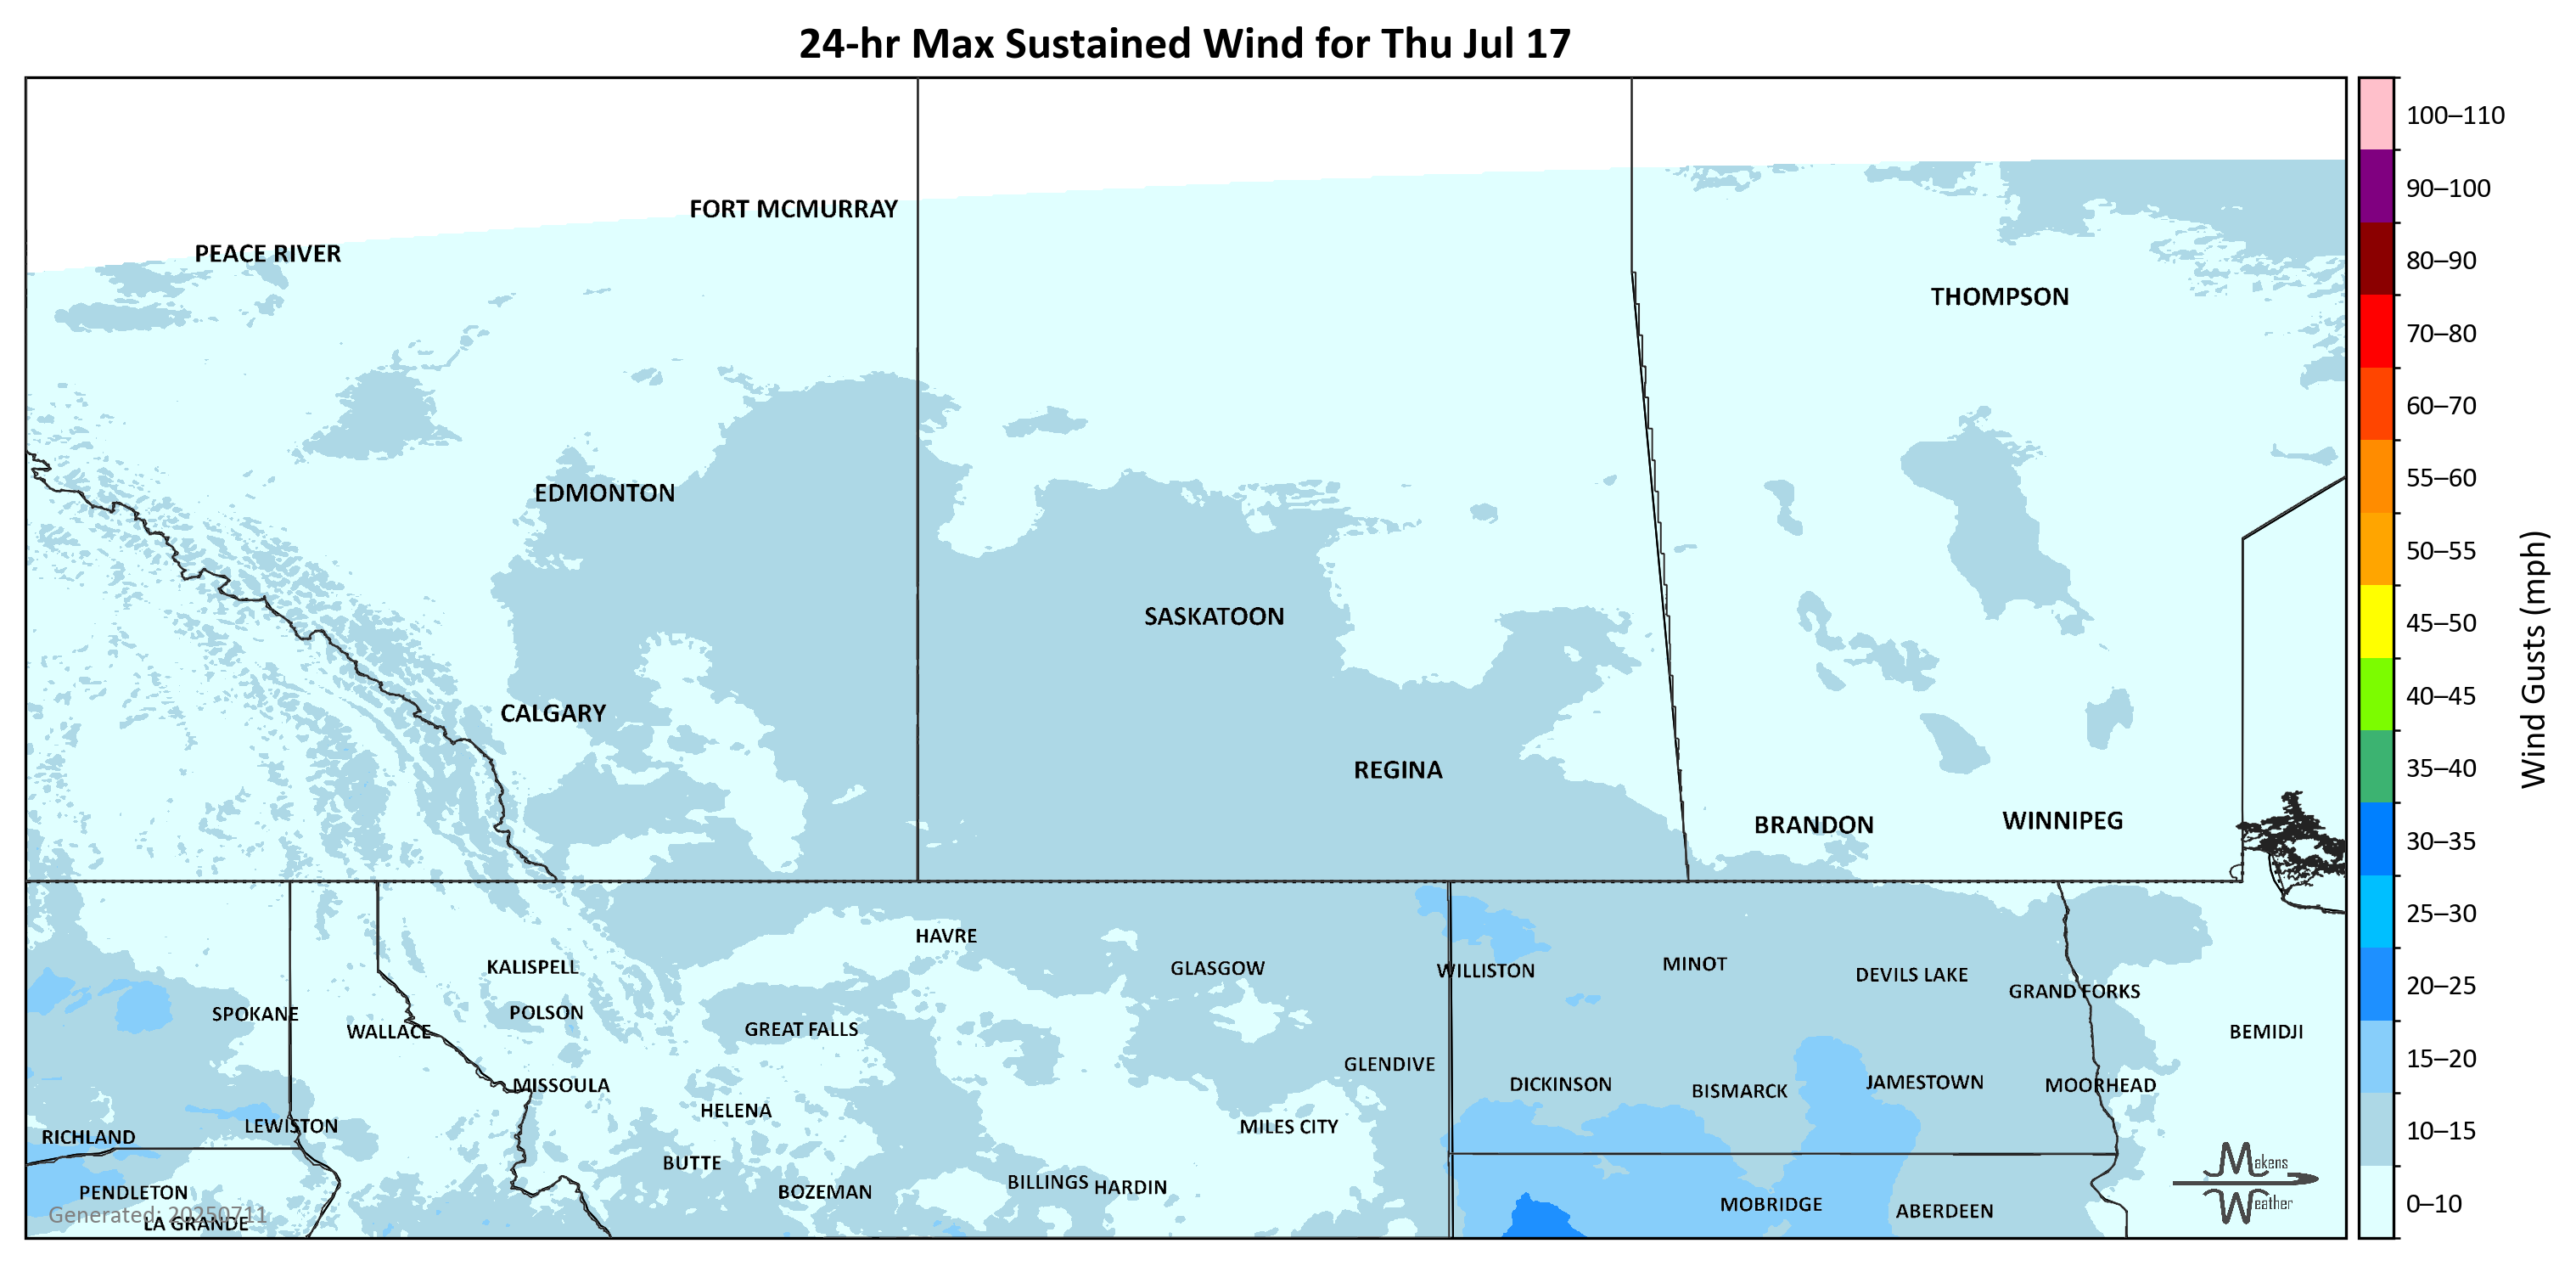 24-hr Max Sustained Wind for Thu Jul 17
100–110
90–100
80–90
70–80
60–70
55–60
50–55
45–50
40–45
35–40
30–35
25–30
20–25
15–20
10–15
0–10
Wind Gusts (mph)
FORT MCMURRAY
PEACE RIVER
THOMPSON
EDMONTON
SASKATOON
CALGARY
REGINA
BRANDON
WINNIPEG
HAVRE
KALISPELL
GLASGOW
WILLISTON
MINOT
DEVILS LAKE
GRAND FORKS
SPOKANE
POLSON
WALLACE
GREAT FALLS
BEMIDJI
GLENDIVE
MISSOULA
DICKINSON
BISMARCK
JAMESTOWN
MOORHEAD
HELENA
LEWISTON
MILES CITY
RICHLAND
BUTTE
BILLINGS
HARDIN
PENDLETON
BOZEMAN
MOBRIDGE
ABERDEEN
Generated: 20250711
LA GRANDE
Makens
Weather